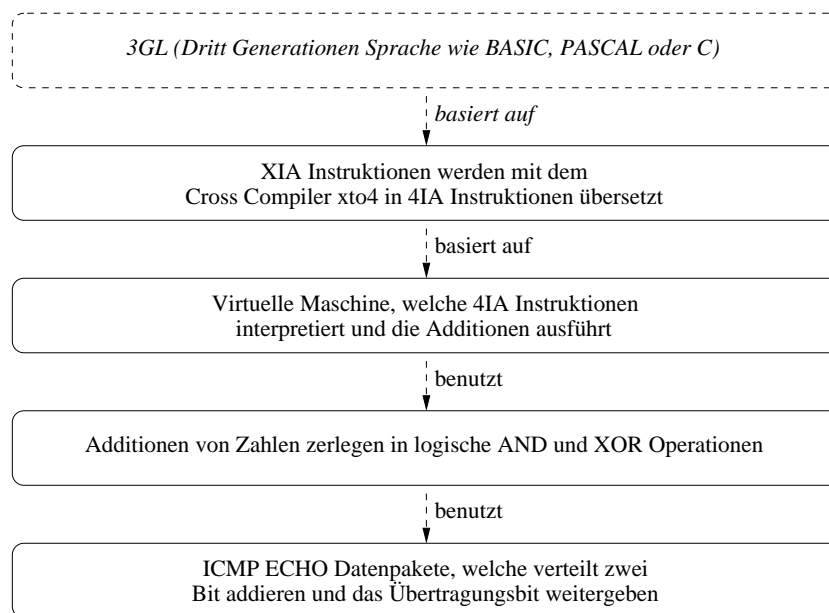 3GL (Dritt Generationen Sprache wie BASIC, PASCAL oder C)
basiert auf
XIA Instruktionen werden mit dem
Cross Compiler xto4 in 4IA Instruktionen übersetzt
basiert auf
Virtuelle Maschine, welche 4IA Instruktionen
interpretiert und die Additionen ausführt
benutzt
Additionen von Zahlen zerlegen in logische AND und XOR Operationen
benutzt
ICMP ECHO Datenpakete, welche verteilt zwei
Bit addieren und das Übertragungsbit weitergeben